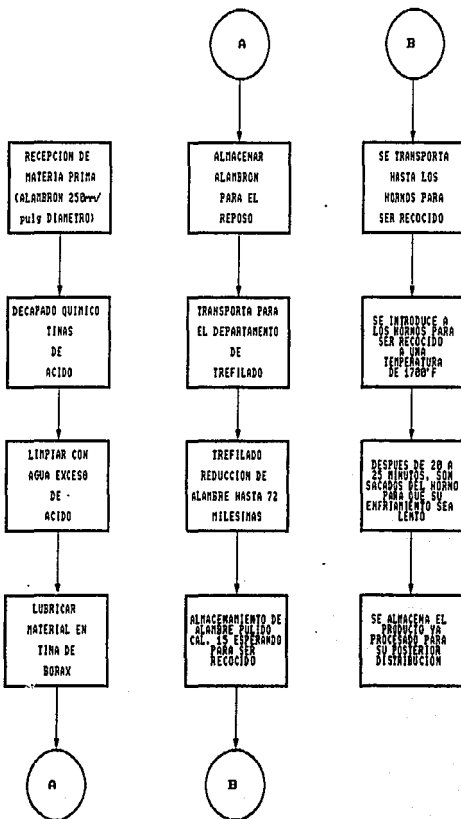 RECEPCION DE
MATERIA PRIMA
(ALAMBRON 250mm/
pulg DIAMETRO)
DECAPADO QUIMICO
TINAS
DE
ACIDO
LIMPIAR CON
AGUA EXCESO
DE -
ACIDO
LUBRICAR
MATERIAL EN
TINA DE
BORAX
A
A
ALMACENAR
ALAMBRON
PARA EL
REPOSO
TRANSPORTA PARA
EL DEPARTAMENTO
DE
TREFILADO
TREFILADO
REDUCCION DE
ALAMBRE HASTA 72
MILESIMAS
ALMACENAMIENTO DE
ALAMBRE PULIDO
CAL. 15 ESPERANDO
PARA SER
RECOCIDO
B
B
SE TRANSPORTA
HASTA LOS
HORNOS PARA
SER RECOCIDO
SE INTRODUCE A
LOS HORNOS PARA
SER RECOCIDO
A UNA
TEMPERATURA
DE 1700°F
DESPUES DE 20 A
25 MINUTOS, SON
SACADOS DEL HORNO
PARA QUE SU
ENFRIAMIENTO SEA
LENTO
SE ALMACENA EL
PRODUCTO YA
PROCESADO PARA
SU POSTERIOR
DISTRIBUCIÓN